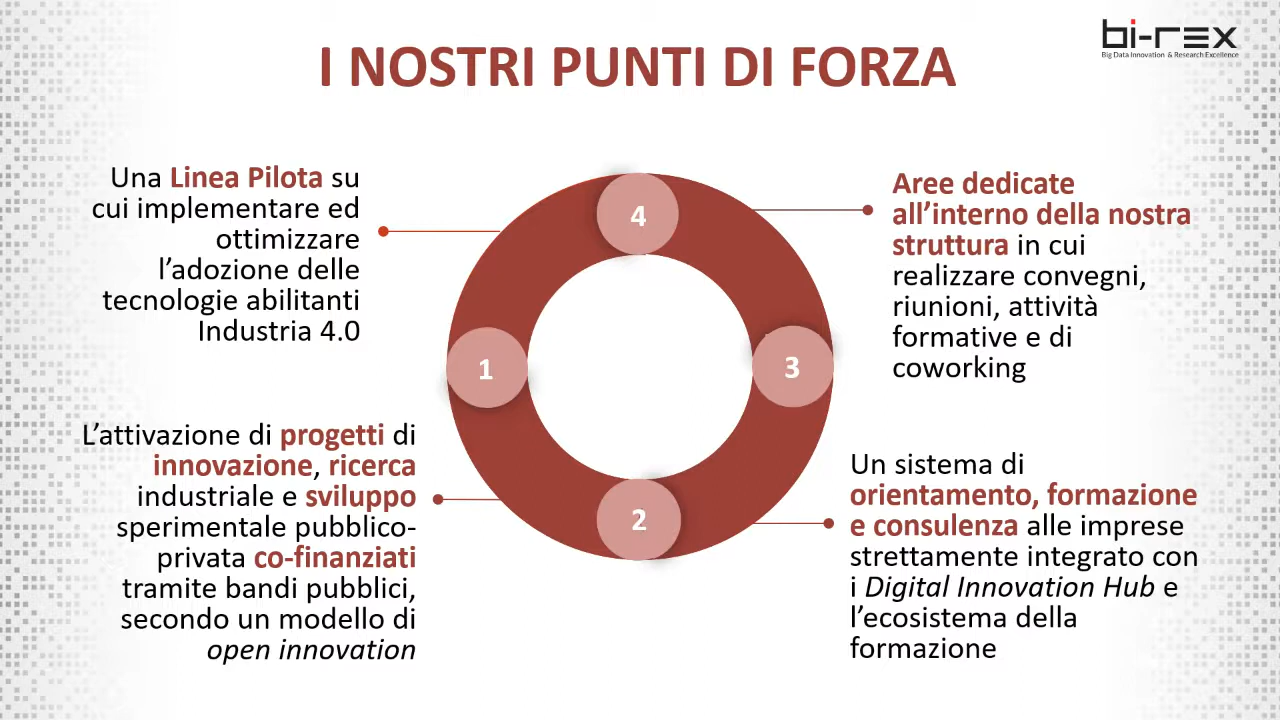 bi-rex
Big Data Innovation & Research Excellence
I NOSTRI PUNTI DI FORZA
Una Linea Pilota su
cui implementare ed
ottimizzare
l’adozione delle
tecnologie abilitanti
Industria 4.0
L’attivazione di progetti di
innovazione, ricerca
industriale e sviluppo
sperimentale pubblico-
privata co-finanziati
tramite bandi pubblici,
secondo un modello di
open innovation
4
1
3
2
Aree dedicate
all’interno della nostra
struttura in cui
realizzare convegni,
riunioni, attività
formative e di
coworking
Un sistema di
orientamento, formazione
e consulenza alle imprese
strettamente integrato con
i Digital Innovation Hub e
l’ecosistema della
formazione